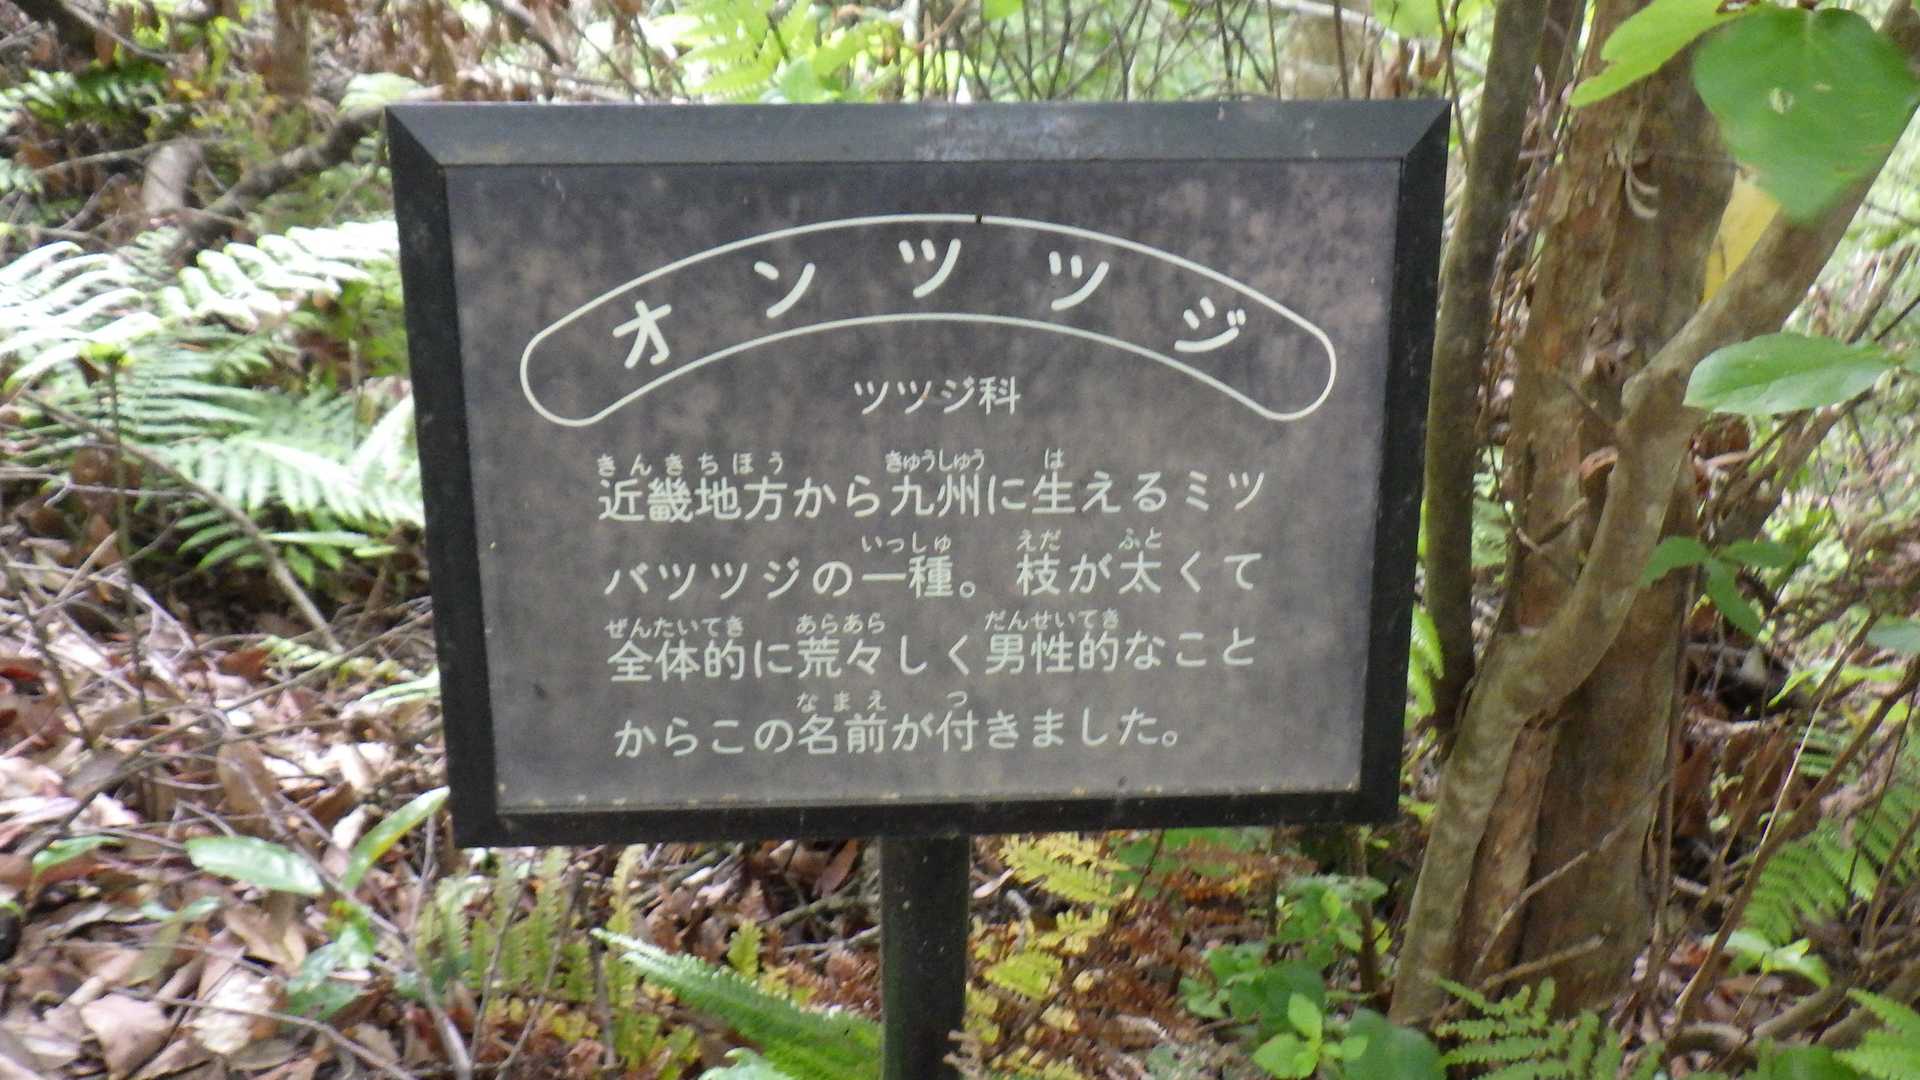 オンツツジ
ツツジ科
きんきちほう きゅうしゅう は
近畿地方から九州に生えるミツ
いっしゅ えだ ふと
バツツジの一種。枝が太くて
ぜんたいてき あらあら だんせいてき
全体的に荒々しく男性的なこと
なまえ つ
からこの名前が付きました。